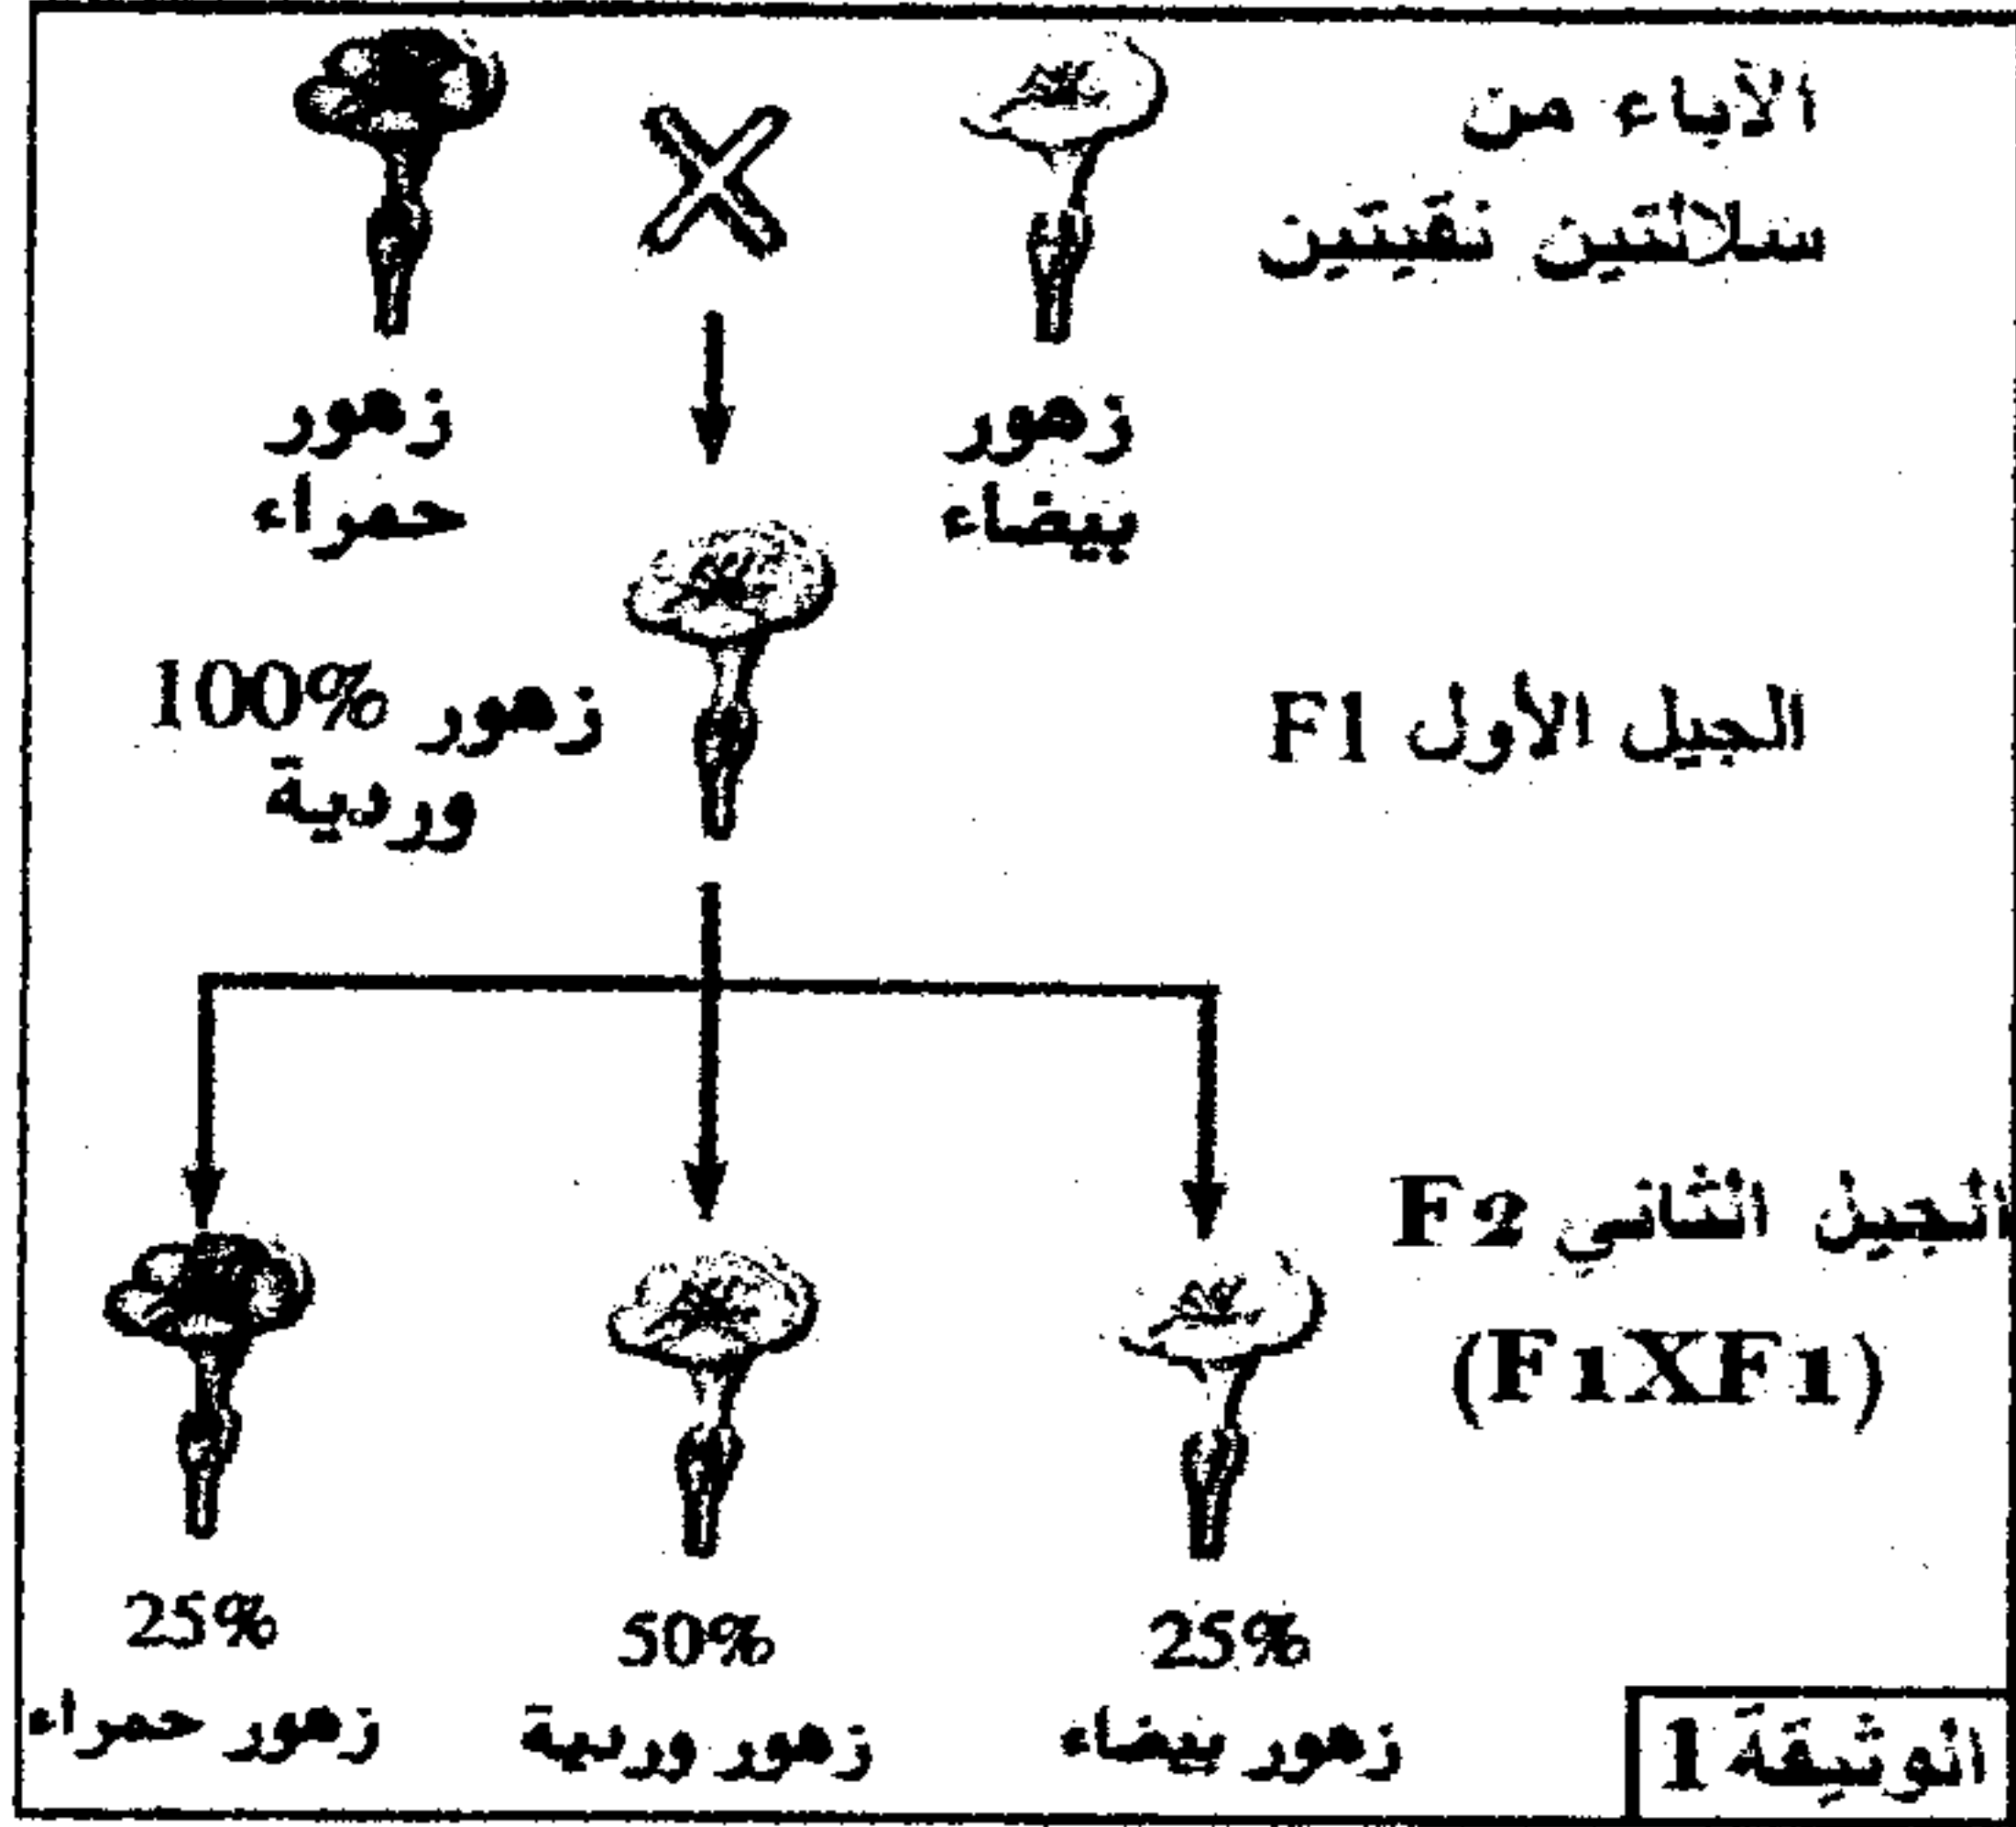 الآباء من
سلالتين نقيتين
زهور
بيضاء
زهور
حمراء
الجيل الأول F1
زهور 100%
وردية
الجيل الثاني F2
(F1XF1)
25%
50%
25%
زهور بيضاء
زهور وردية
زهور حمراء
الوثيقة 1